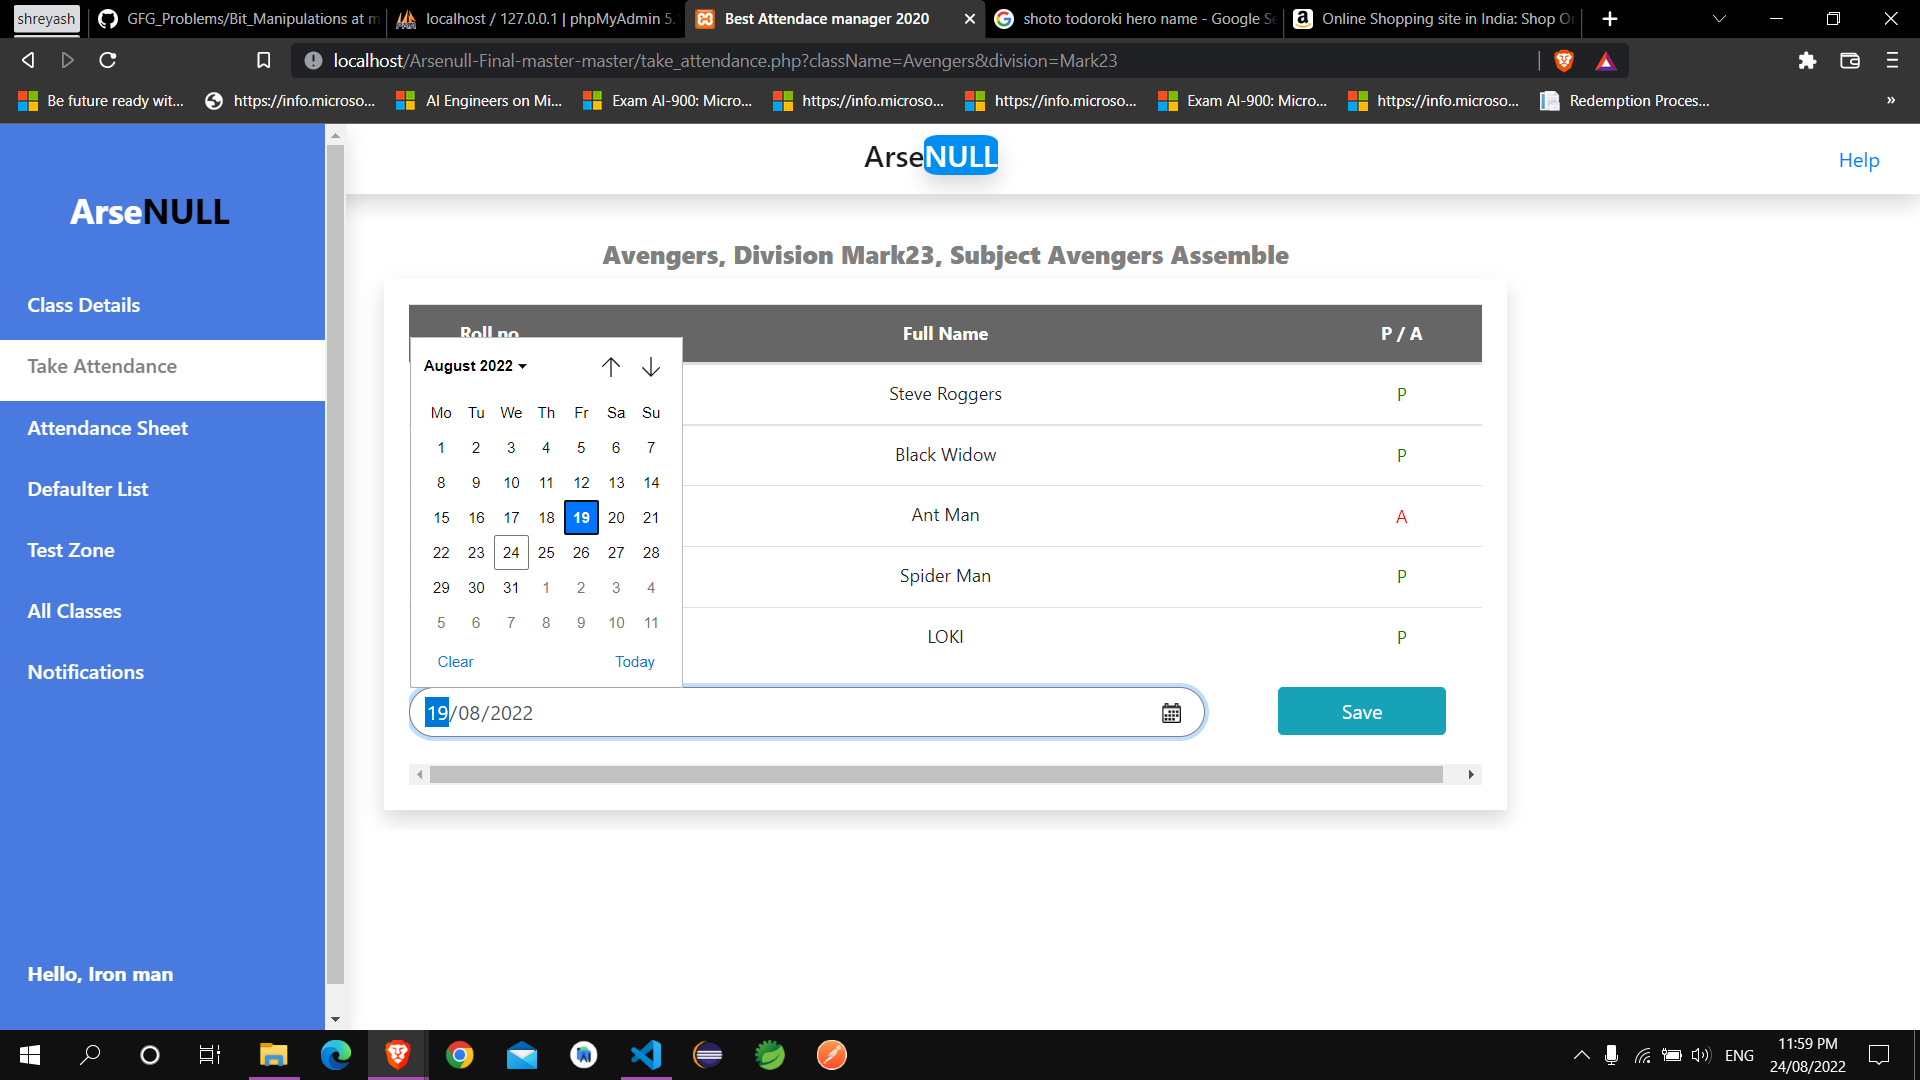 shreyash
GFG_Problems/Bit_Manipulations at m
localhost / 127.0.0.1 | phpMyAdmin 5.
Best Attendace manager 2020
shoto todoroki hero name - Google Se
Online Shopping site in India: Shop On
localhost/Arsenull-Final-master-master/take_attendance.php?className=Avengers&division=Mark23
Be future ready wit...
https://info.microso...
AI Engineers on Mi...
Exam AI-900: Micro...
https://info.microso...
https://info.microso...
Exam AI-900: Micro...
https://info.microso...
Redemption Proces...
»
ArseNULL
Help
ArseNULL
Class Details
Take Attendance
Attendance Sheet
Defaulter List
Test Zone
All Classes
Notifications
Hello, Iron man
Avengers, Division Mark23, Subject Avengers Assemble
Roll no Full Name P / A
Steve Roggers P
Black Widow P
Ant Man A
Spider Man P
LOKI P
August 2022
Mo Tu We Th Fr Sa Su
1 2 3 4 5 6 7
8 9 10 11 12 13 14
15 16 17 18 19 20 21
22 23 24 25 26 27 28
29 30 31 1 2 3 4
5 6 7 8 9 10 11
Clear Today
19/08/2022
Save
ENG
11:59 PM
24/08/2022